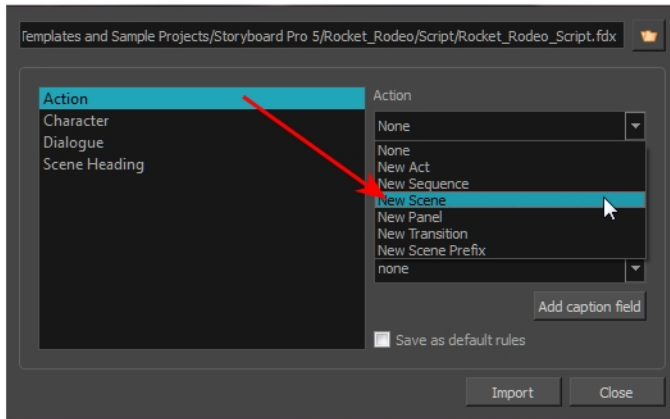 Templates and Sample Projects/Storyboard Pro 5/Rocket_Rodeo/Script/Rocket_Rodeo_Script.fdx
Action
Character
Dialogue
Scene Heading
Action
None
None
New Act
New Sequence
New Scene
New Panel
New Transition
New Scene Prefix
none
Add caption field
Save as default rules
Import
Close